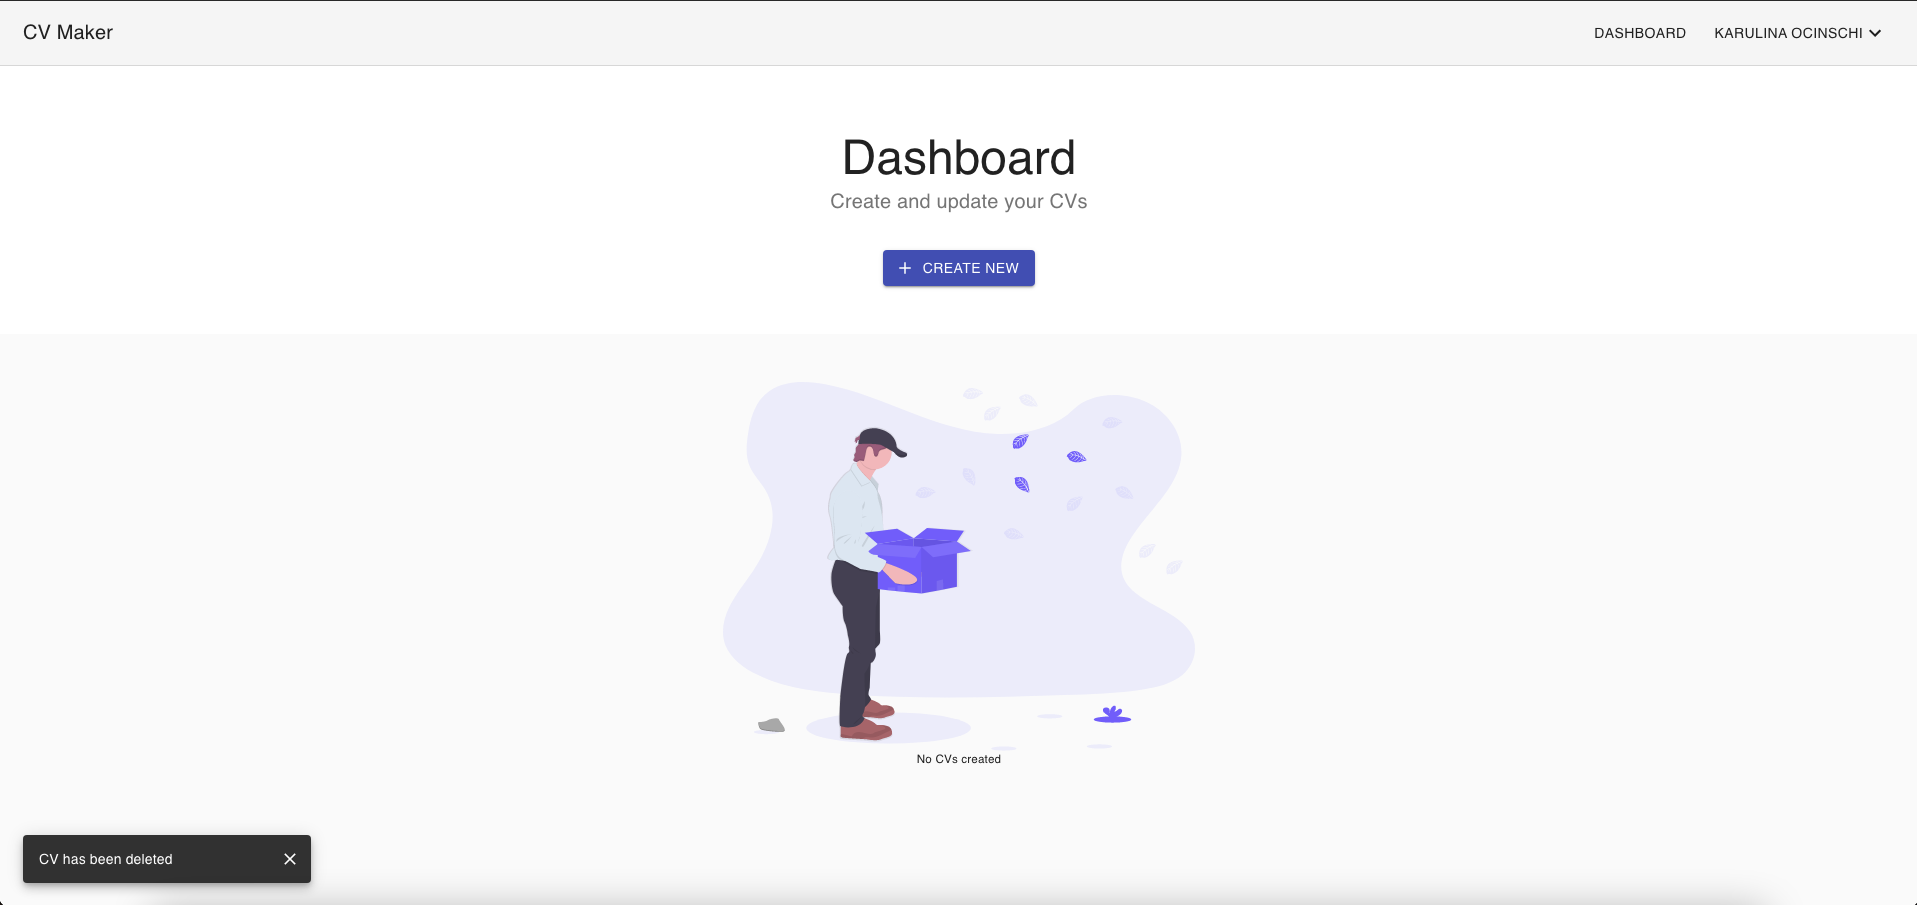 CV Maker
DASHBOARD
KARULINA OCINSCHI
Dashboard
Create and update your CVs
CREATE NEW
No CVs created
CV has been deleted